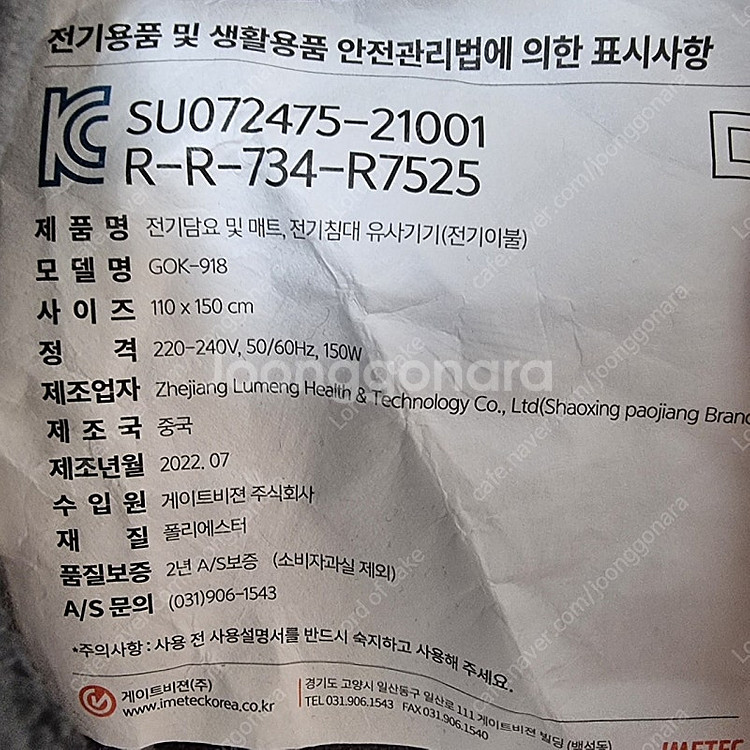 전기용품 및 생활용품 안전관리법에 의한 표시사항
KC SU072475-21001
R-R-734-R7525
제 품 명 전기담요 및 매트, 전기침대 유사기기(전기이불)
모 델 명 GOK-918
사 이 즈 110 x 150 cm
정 격 220-240V, 50/60Hz, 150W
제조업자 Zhejiang Lumeng Health & Technology Co., Ltd(Shaoxing paojiang Branc
제 조 국 중국
제조년월 2022. 07
수 입 원 게이트비젼 주식회사
재 질 폴리에스터
품질보증 2년 A/S보증 (소비자과실 제외)
A/S 문의 (031)906-1543
*주의사항 : 사용 전 사용설명서를 반드시 숙지하고 사용해 주세요.
게이트비젼(주)
www.imeteckorea.co.kr
경기도 고양시 일산동구 일산로 111 게이트비젼 빌딩 (백석동)
TEL 031.906.1543 FAX 031.906.1540
joonggonara
cafe.naver.com/joonggonara